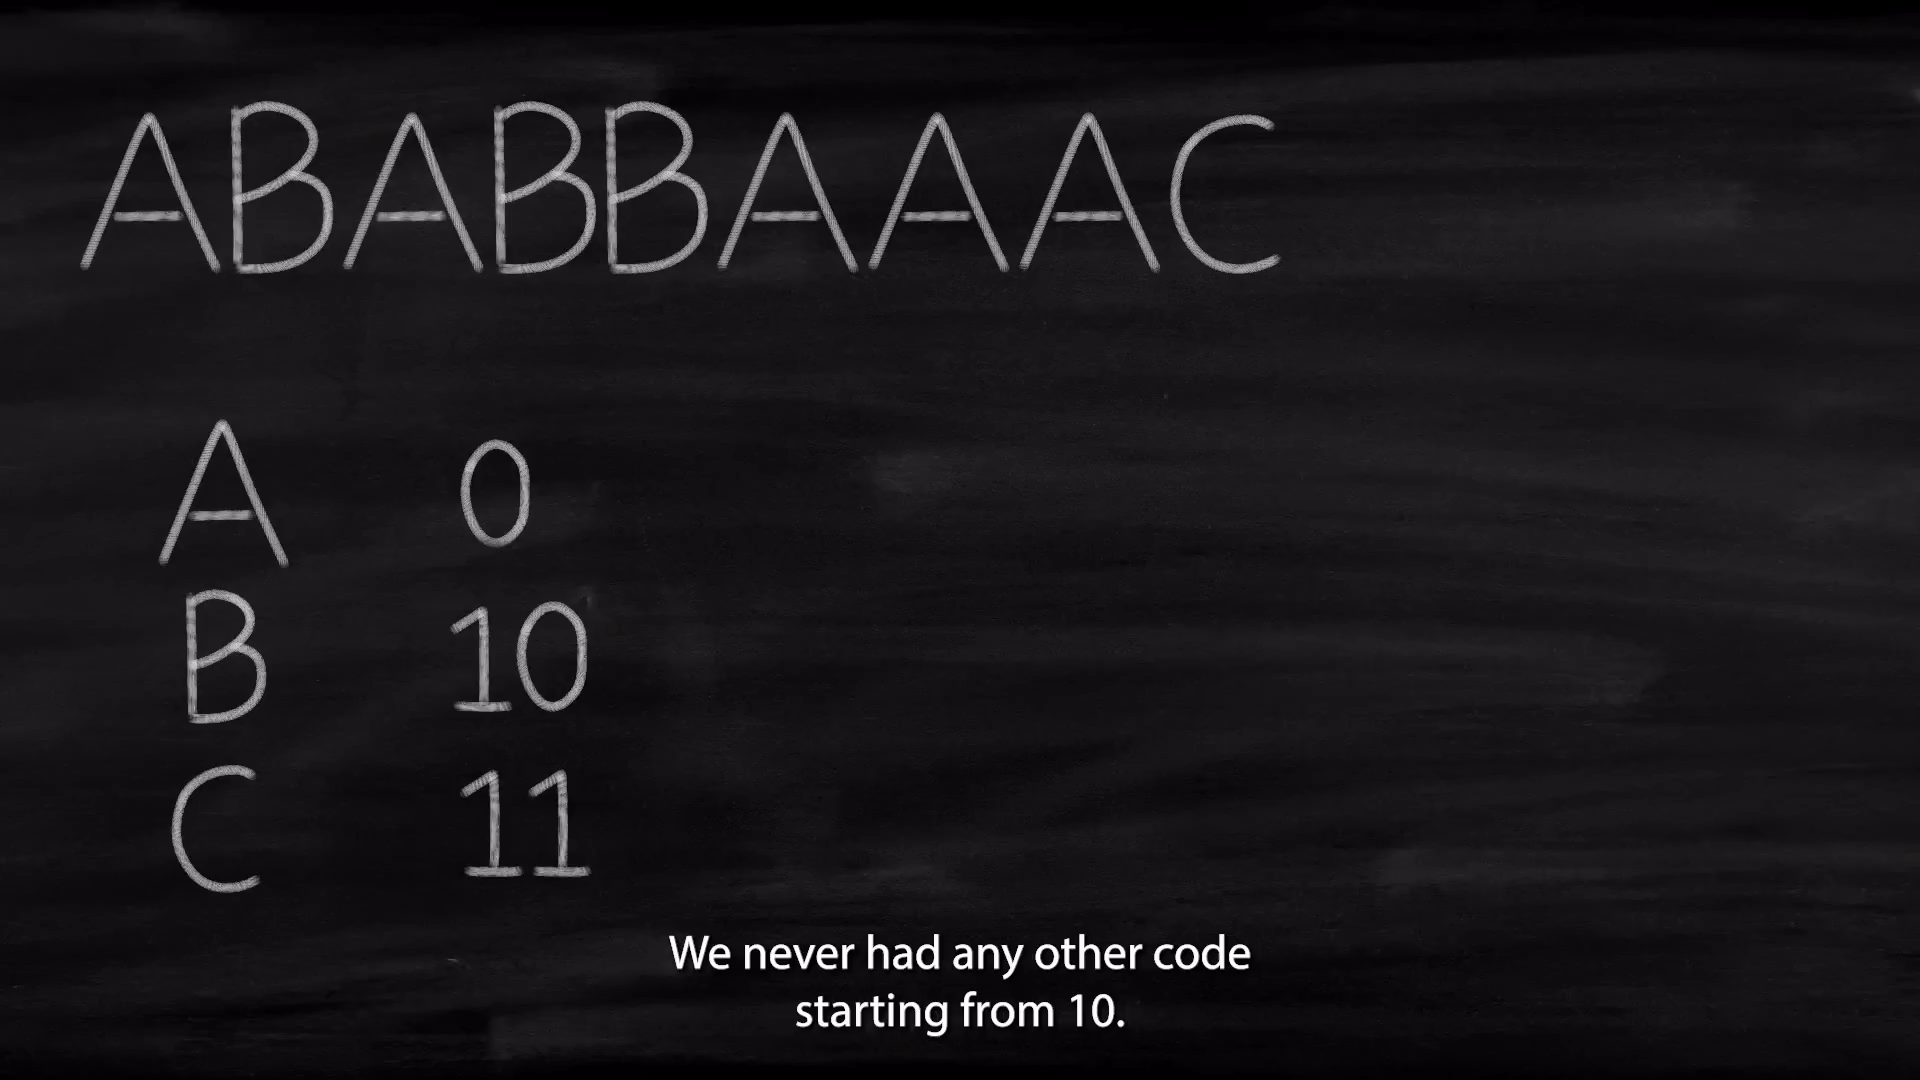 ABABBAAAC
A 0
B 10
C 11
We never had any other code
starting from 10.